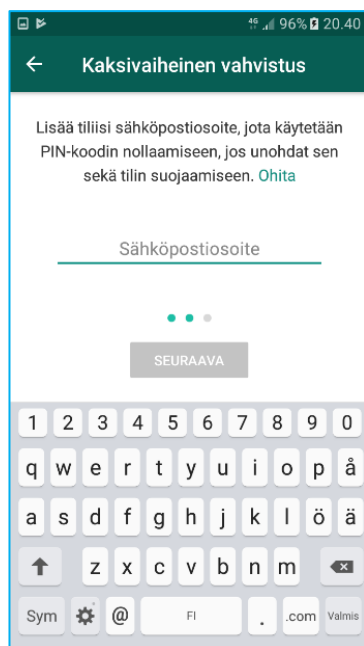 4G 96% 20.40
Kaksivaiheinen vahvistus
Lisää tiliisi sähköpostiosoite, jota käytetään
PIN-koodin nollaamiseen, jos unohdat sen
sekä tilin suojaamiseen. Ohita
Sähköpostiosoite
SEURAAVA
1 2 3 4 5 6 7 8 9 0
q w e r t y u i o p å
a s d f g h j k l ö ä
z x c v b n m
Sym @ FI . .com Valmis